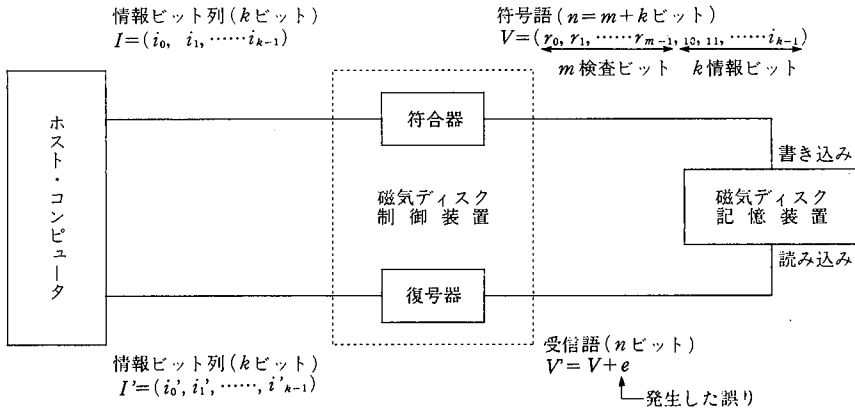 情報ビット列(kビット)
I=(i₀, i₁, ……iₖ₋₁)
符号語(n=m+kビット)
V=(r₀, r₁, ……rₘ₋₁, ₁₀, ₁₁, ……iₖ₋₁)
m検査ビット
k情報ビット
ホスト・コンピュータ
符合器
書き込み
磁気ディスク
制御装置
磁気ディスク
記憶装置
読み込み
復号器
情報ビット列(kビット)
I'=(i₀', i₁', ……, i'ₖ₋₁)
受信語(nビット)
V'=V+e
発生した誤り